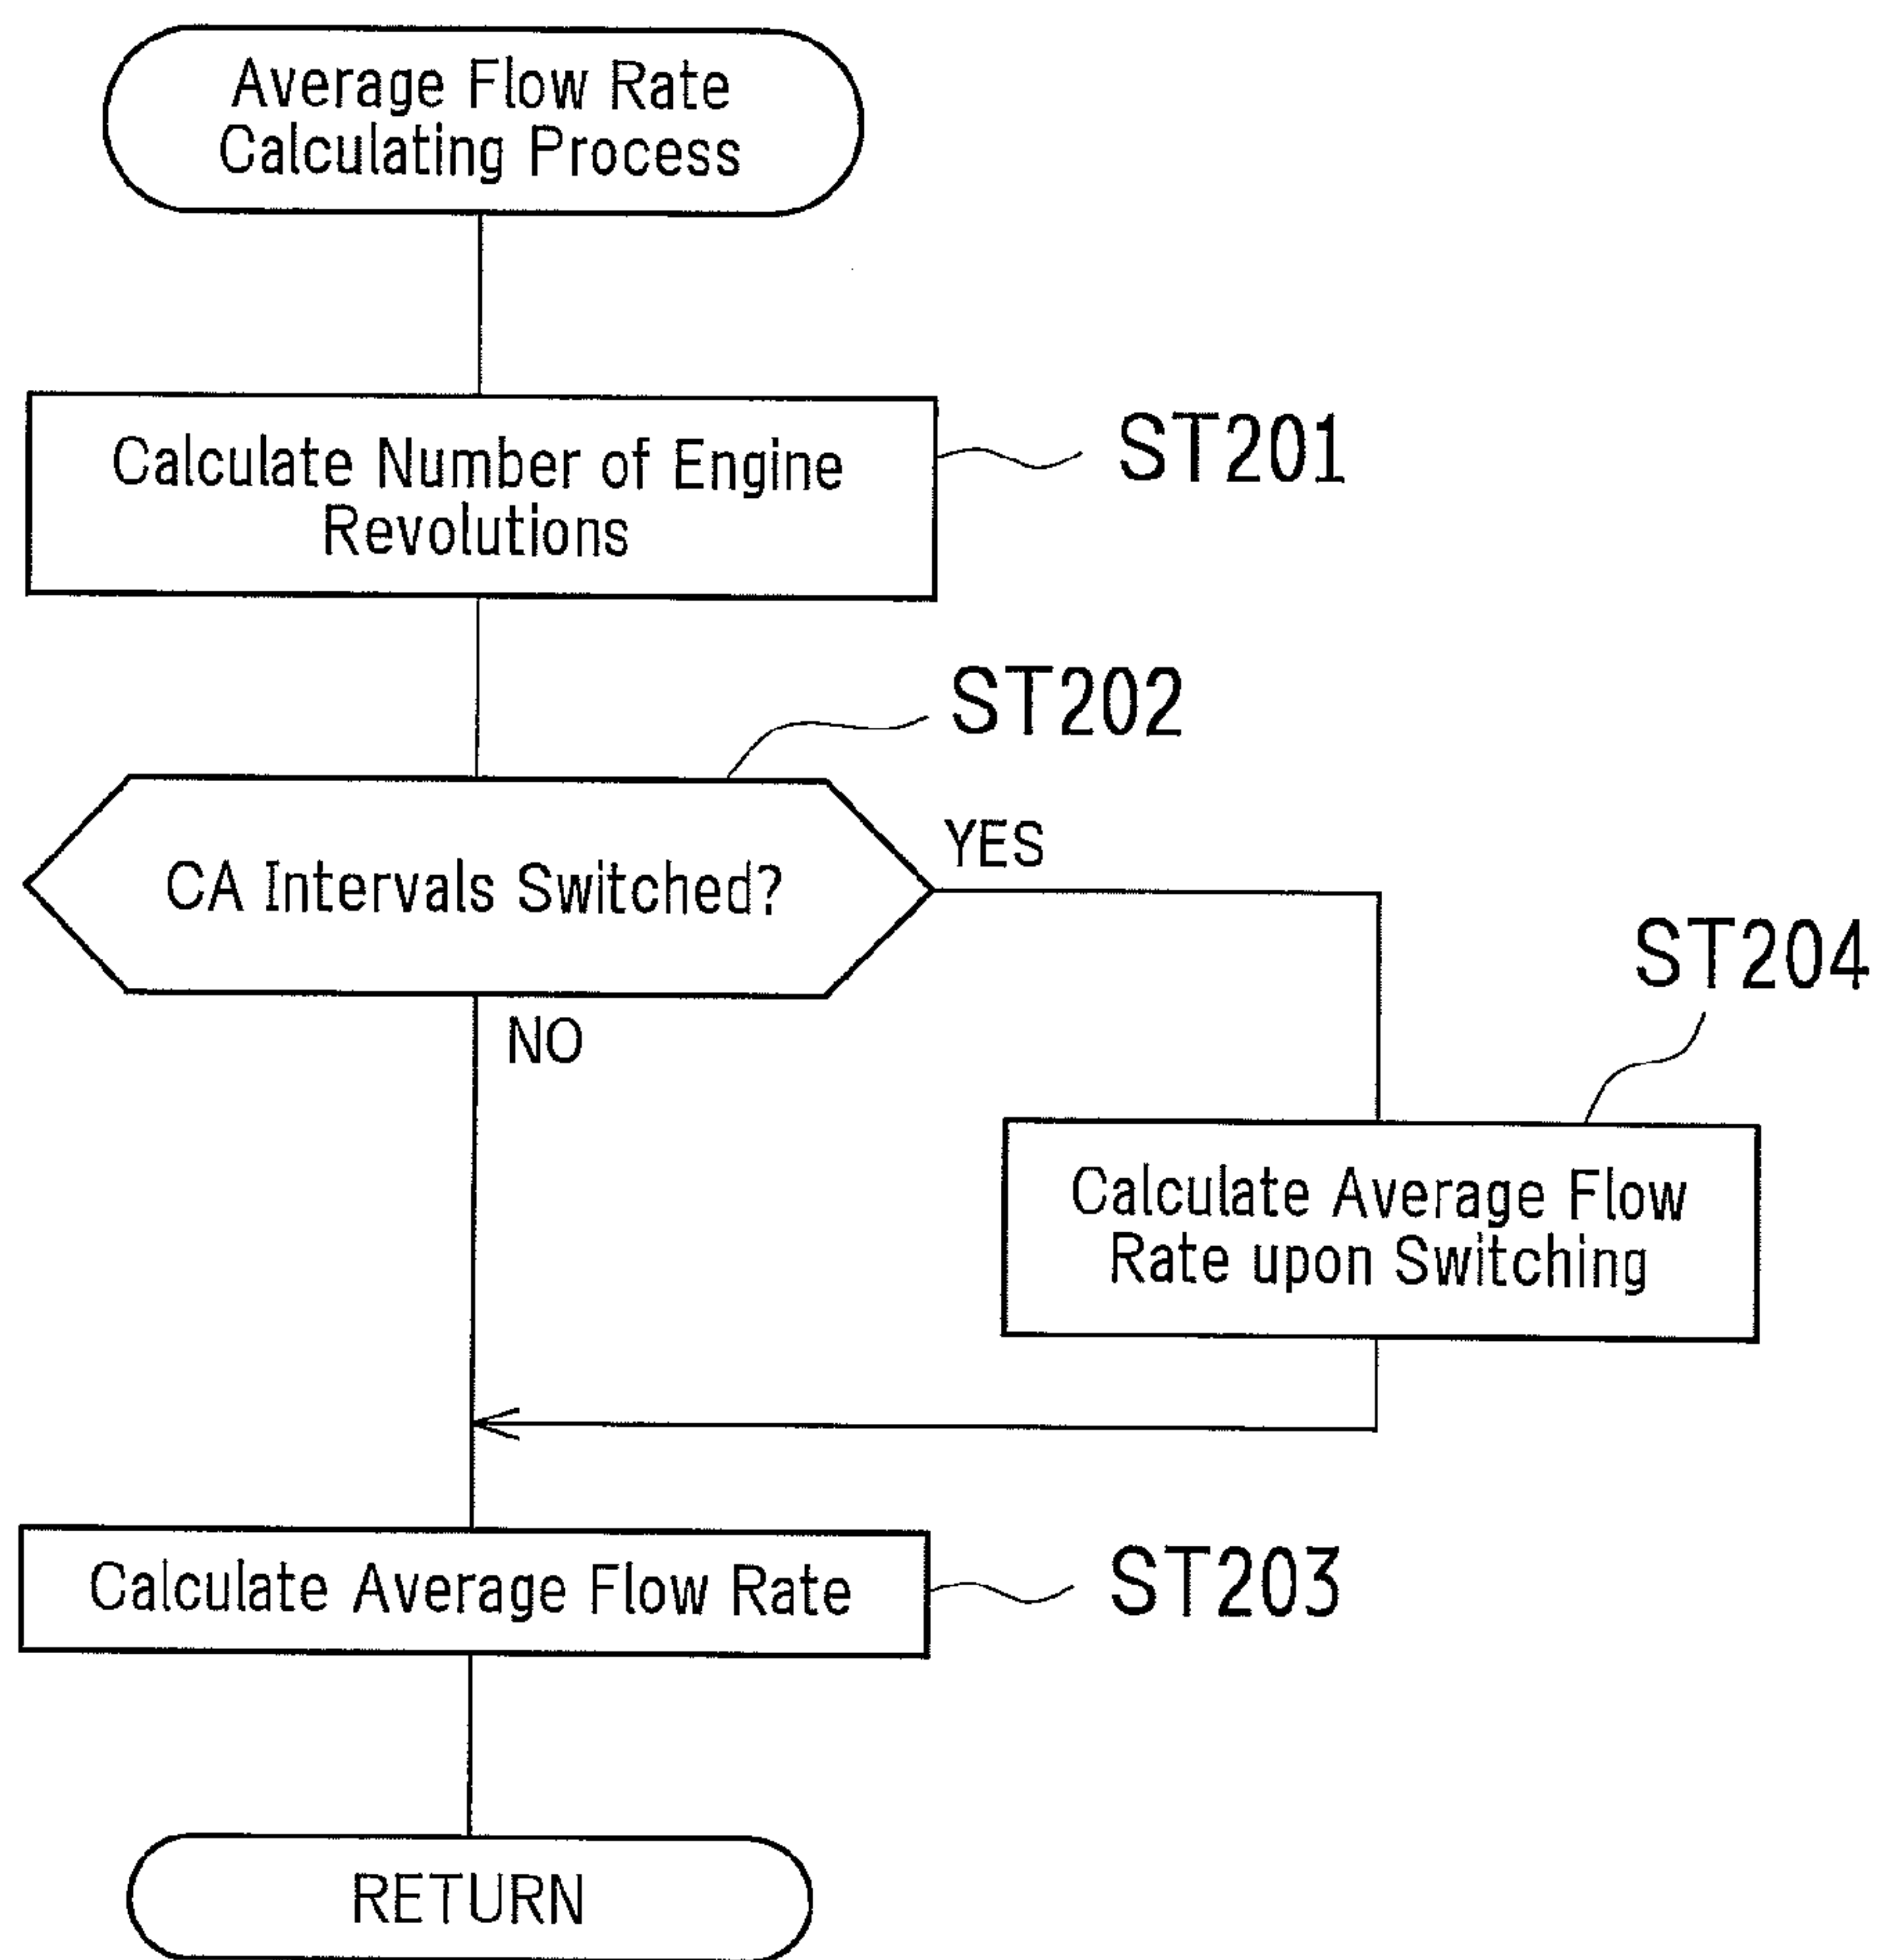 Average Flow Rate
Calculating Process
Calculate Number of Engine
Revolutions
ST201
ST202
CA Intervals Switched?
YES
NO
ST204
Calculate Average Flow
Rate upon Switching
Calculate Average Flow Rate
ST203
RETURN